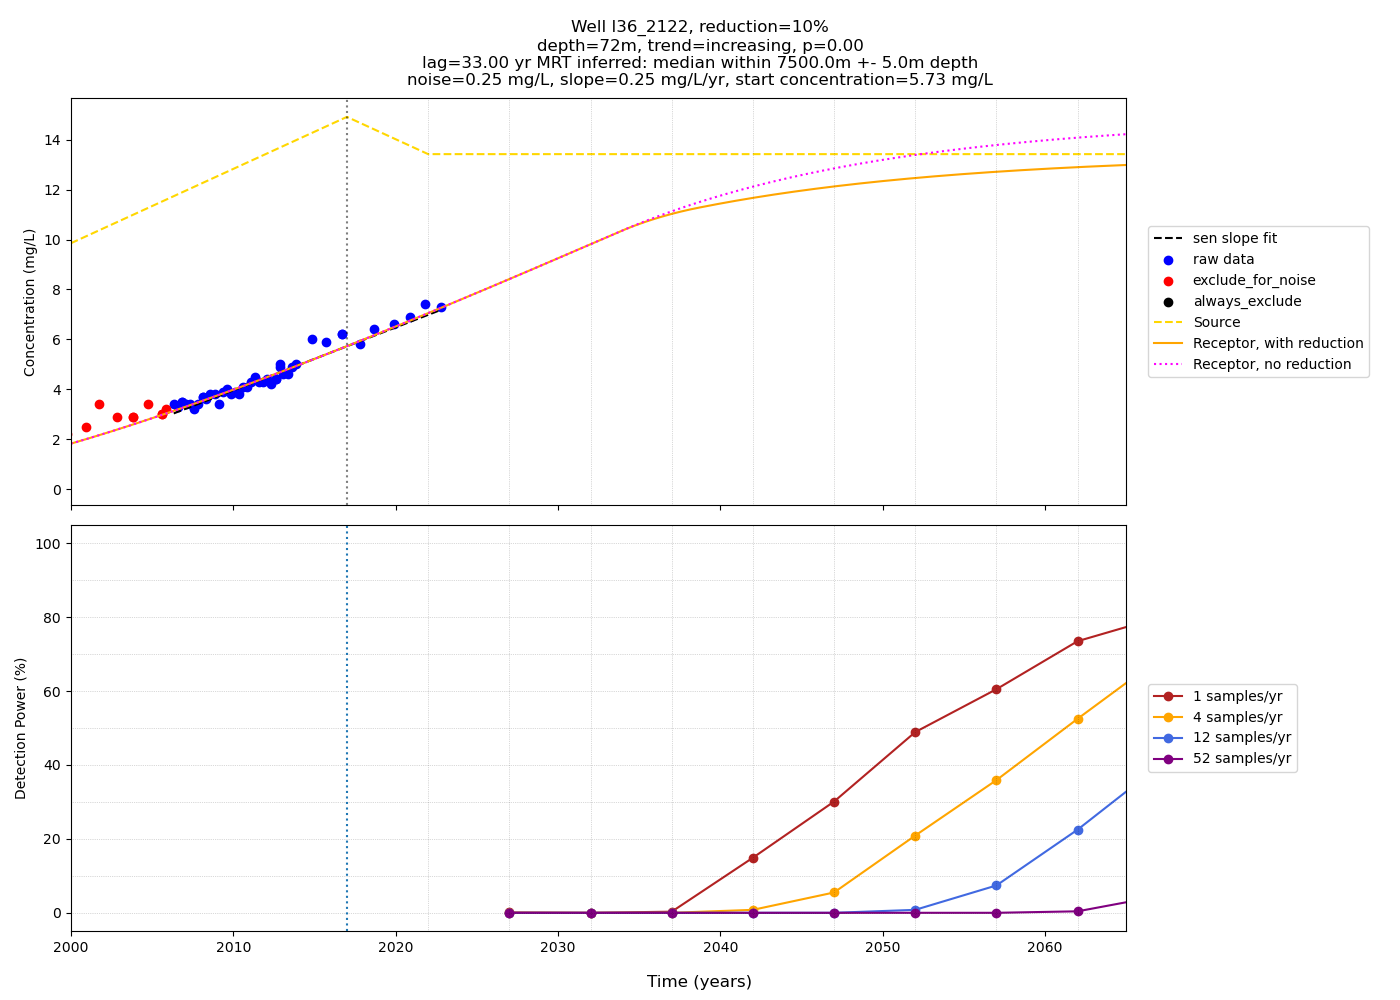 Well l36_2122, reduction=10%
depth=72m, trend=increasing, p=0.00
lag=33.00 yr MRT inferred: median within 7500.0m +- 5.0m depth
noise=0.25 mg/L, slope=0.25 mg/L/yr, start concentration=5.73 mg/L
Concentration (mg/L)
14
12
10
8
6
4
2
0
sen slope fit
raw data
exclude_for_noise
always_exclude
Source
Receptor, with reduction
Receptor, no reduction
Detection Power (%)
100
80
60
40
20
0
1 samples/yr
4 samples/yr
12 samples/yr
52 samples/yr
2000
2010
2020
2030
2040
2050
2060
Time (years)